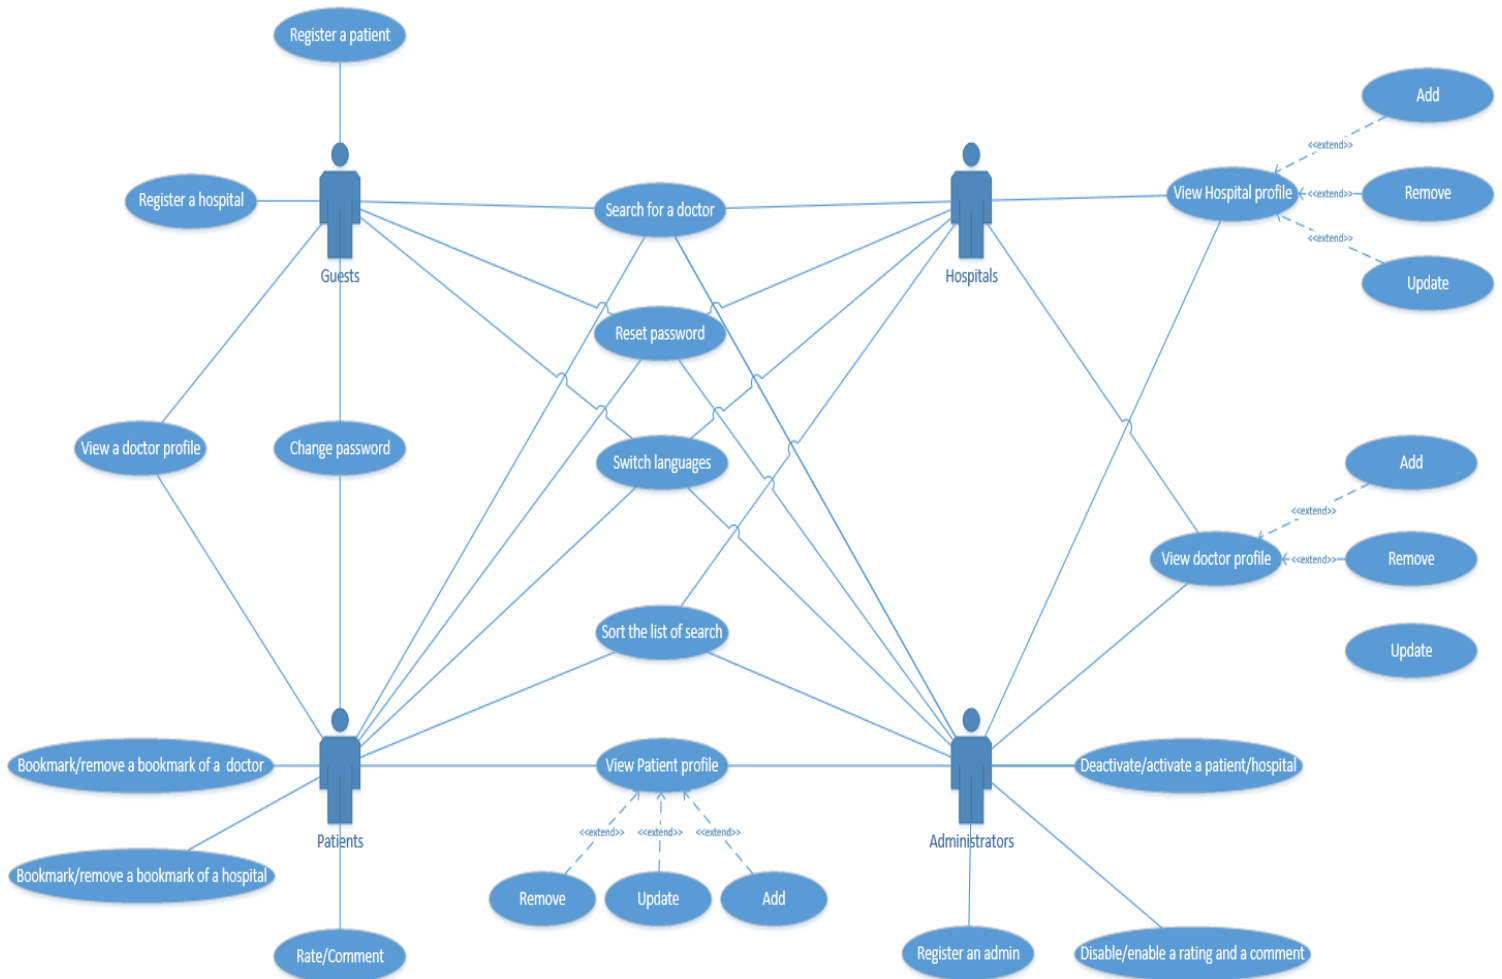 Register a patient
Add
<<extend>>
Register a hospital
Search for a doctor
View Hospital profile
<<extend>>
Remove
<<extend>>
Guests
Hospitals
Update
Reset password
View a doctor profile
Change password
Switch languages
Add
<<extend>>
View doctor profile
<<extend>>
Remove
Sort the list of search
Update
Bookmark/remove a bookmark of a doctor
View Patient profile
Deactivate/activate a patient/hospital
<<extend>>
<<extend>>
<<extend>>
Patients
Administrators
Bookmark/remove a bookmark of a hospital
Remove
Update
Add
Rate/Comment
Register an admin
Disable/enable a rating and a comment